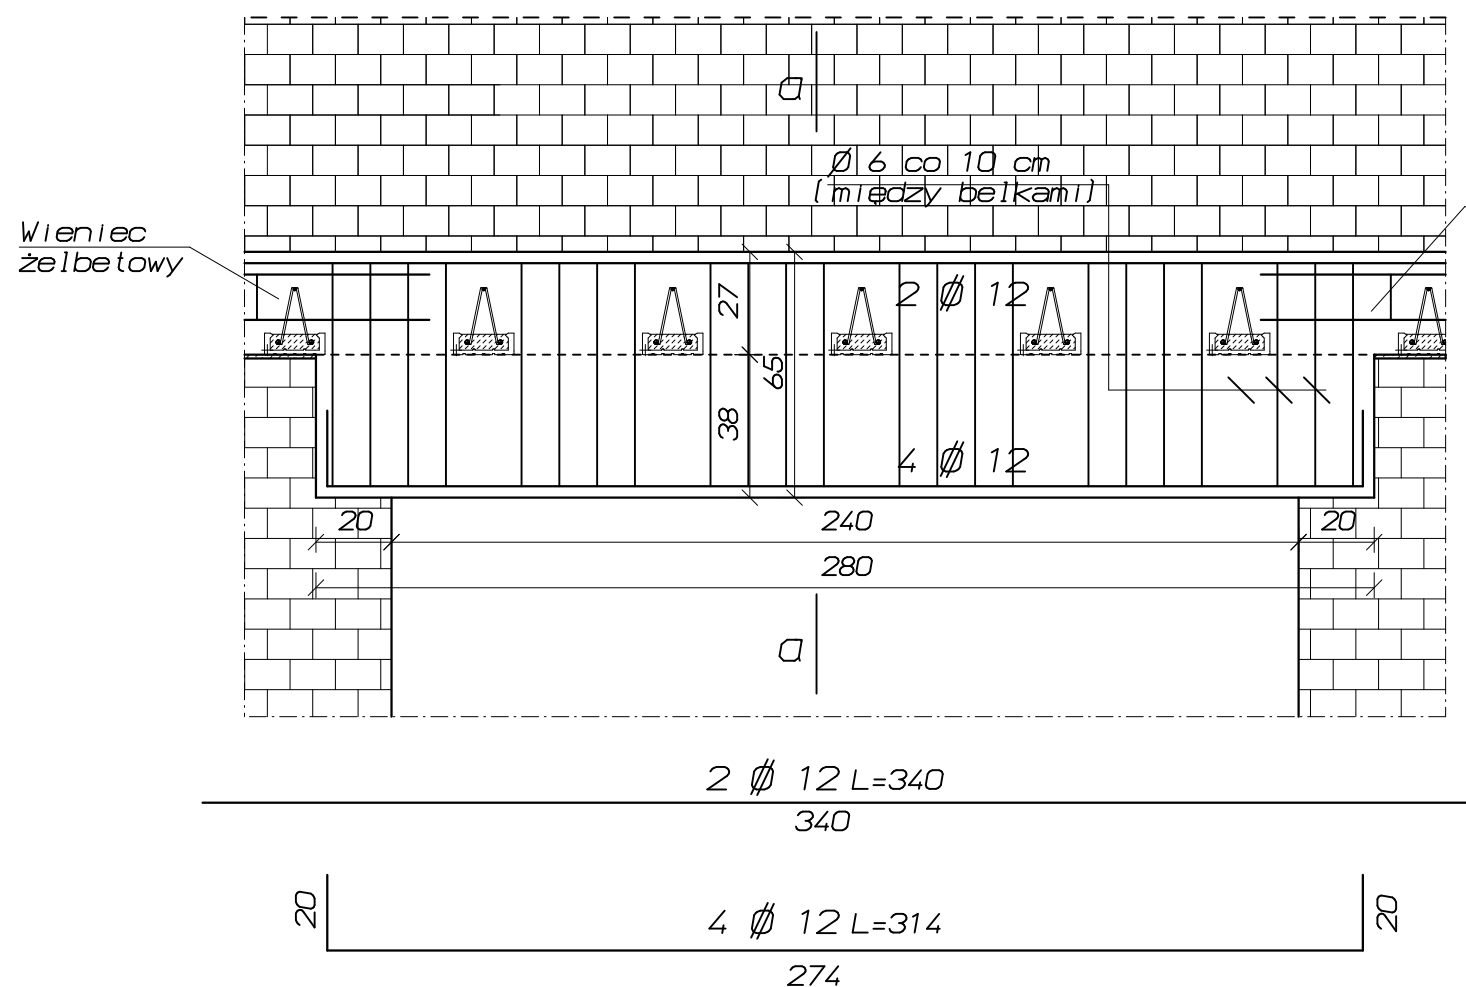 a
Ø 6 co 10 cm
(między belkami)
Wieniec
żelbetowy
27
2 Ø 12
65
38
4 Ø 12
20
240
20
280
a
2 Ø 12 L=340
340
20
4 Ø 12 L=314
20
274